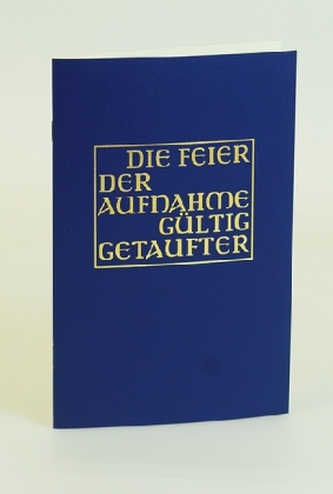 DIE FEIER
DER
AUFNAHME
GÜLTIG
GETAUFTER